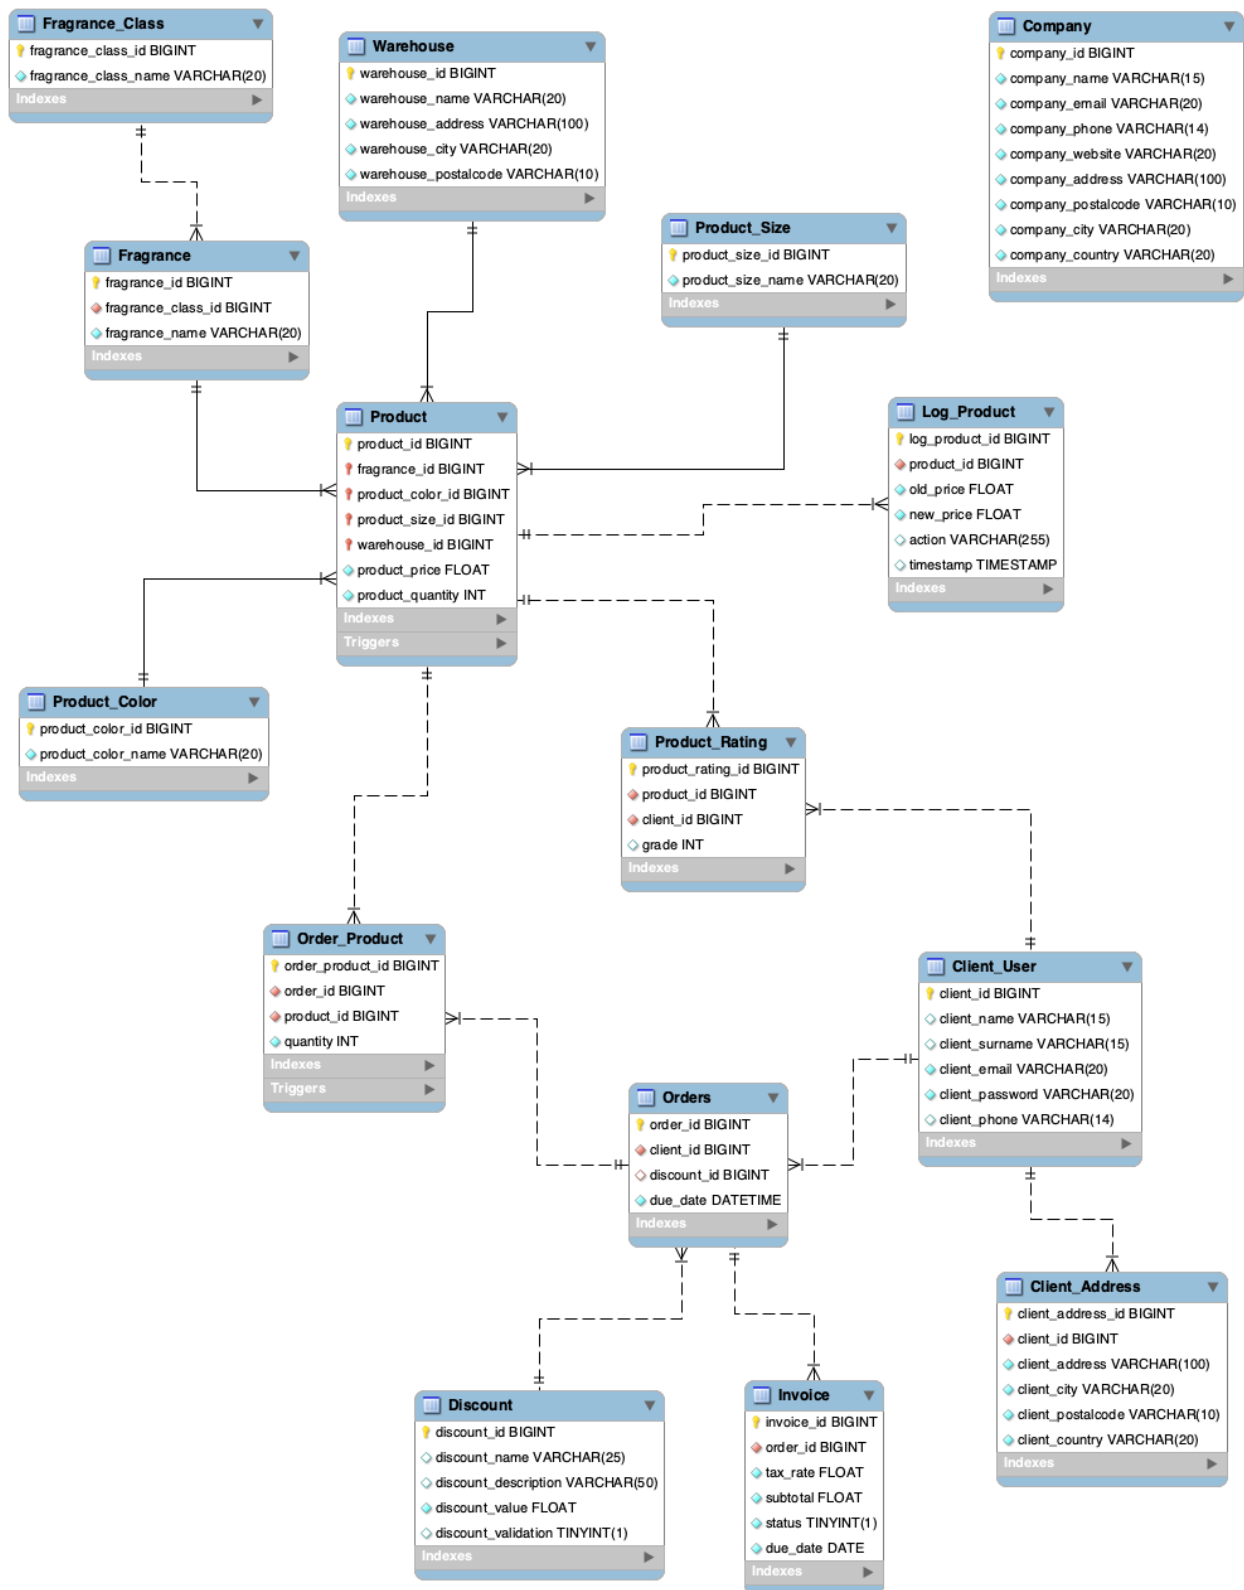 Fragrance_Class
fragrance_class_id BIGINT
fragrance_class_name VARCHAR(20)
Indexes
Warehouse
warehouse_id BIGINT
warehouse_name VARCHAR(20)
warehouse_address VARCHAR(100)
warehouse_city VARCHAR(20)
warehouse_postalcode VARCHAR(10)
Indexes
Company
company_id BIGINT
company_name VARCHAR(15)
company_email VARCHAR(20)
company_phone VARCHAR(14)
company_website VARCHAR(20)
company_address VARCHAR(100)
company_postalcode VARCHAR(10)
company_city VARCHAR(20)
company_country VARCHAR(20)
Indexes
Fragrance
fragrance_id BIGINT
fragrance_class_id BIGINT
fragrance_name VARCHAR(20)
Indexes
Product_Size
product_size_id BIGINT
product_size_name VARCHAR(20)
Indexes
Product
product_id BIGINT
fragrance_id BIGINT
product_color_id BIGINT
product_size_id BIGINT
warehouse_id BIGINT
product_price FLOAT
product_quantity INT
Indexes
Triggers
Log_Product
log_product_id BIGINT
product_id BIGINT
old_price FLOAT
new_price FLOAT
action VARCHAR(255)
timestamp TIMESTAMP
Indexes
Product_Color
product_color_id BIGINT
product_color_name VARCHAR(20)
Indexes
Product_Rating
product_rating_id BIGINT
product_id BIGINT
client_id BIGINT
grade INT
Indexes
Order_Product
order_product_id BIGINT
order_id BIGINT
product_id BIGINT
quantity INT
Indexes
Triggers
Client_User
client_id BIGINT
client_name VARCHAR(15)
client_surname VARCHAR(15)
client_email VARCHAR(20)
client_password VARCHAR(20)
client_phone VARCHAR(14)
Indexes
Orders
order_id BIGINT
client_id BIGINT
discount_id BIGINT
due_date DATETIME
Indexes
Client_Address
client_address_id BIGINT
client_id BIGINT
client_address VARCHAR(100)
client_city VARCHAR(20)
client_postalcode VARCHAR(10)
client_country VARCHAR(20)
Indexes
Discount
discount_id BIGINT
discount_name VARCHAR(25)
discount_description VARCHAR(50)
discount_value FLOAT
discount_validation TINYINT(1)
Indexes
Invoice
invoice_id BIGINT
order_id BIGINT
tax_rate FLOAT
subtotal FLOAT
status TINYINT(1)
due_date DATE
Indexes